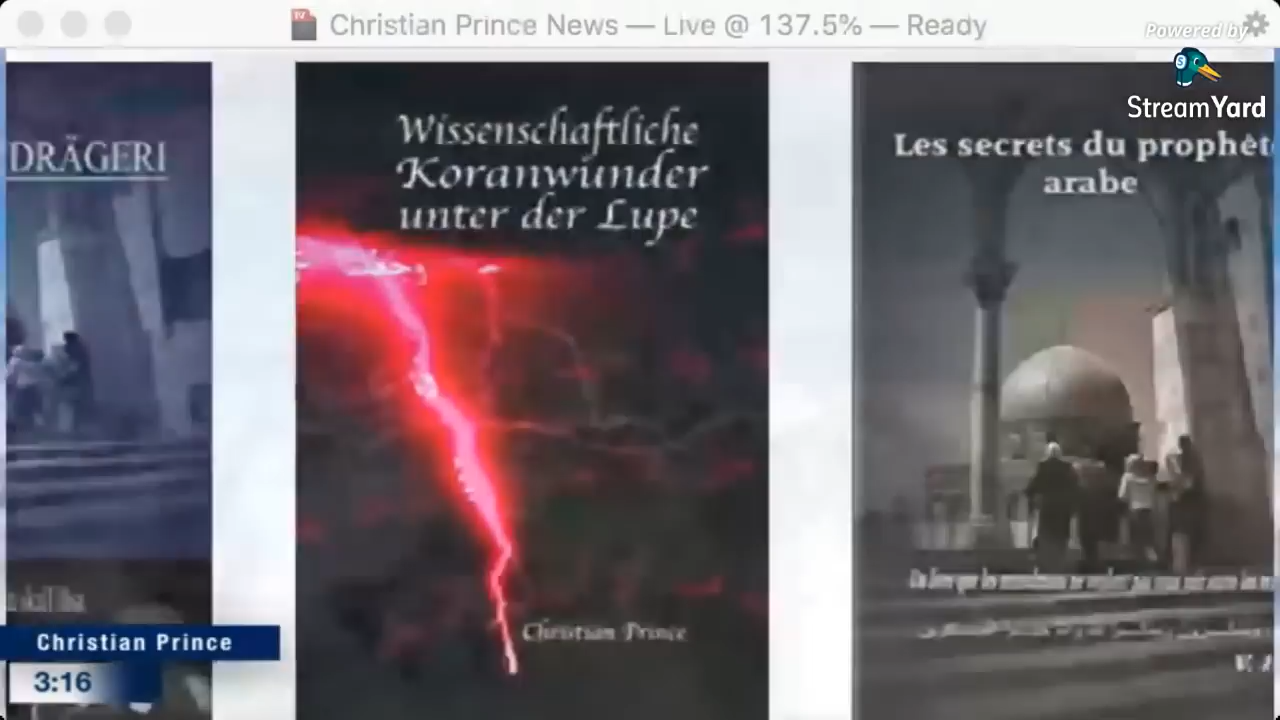 Christian Prince News — Live @ 137.5% — Ready
Powered by
StreamYard
DRÄGERI
Wissenschaftliche
Koranwunder
unter der Lupe
Christian Prince
Les secrets du prophèt
arabe
Christian Prince
3:16